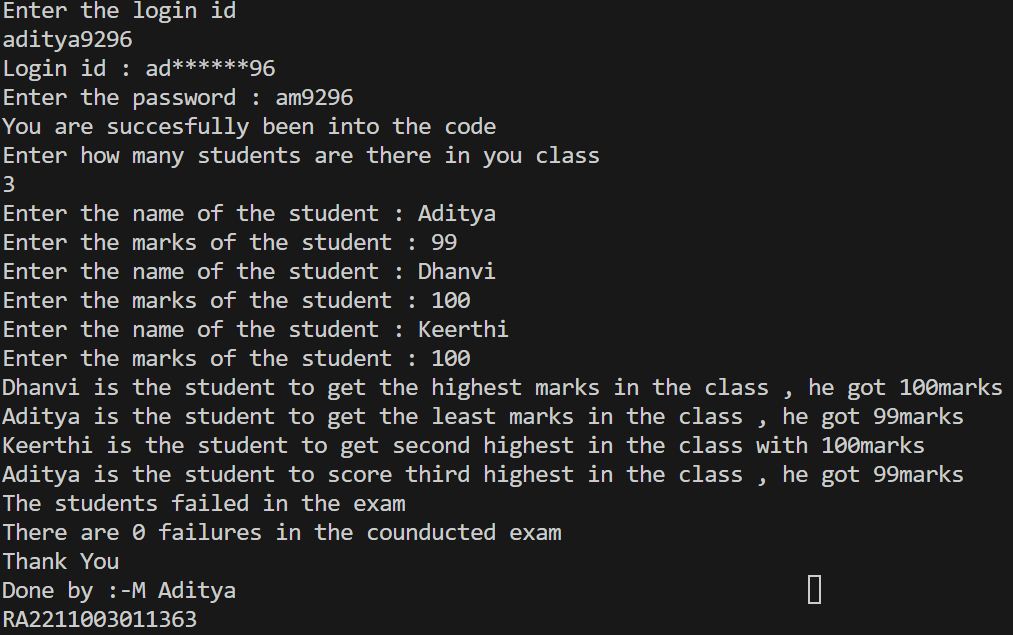 Enter the login id
aditya9296
Login id : ad******96
Enter the password : am9296
You are succesfully been into the code
Enter how many students are there in you class
3
Enter the name of the student : Aditya
Enter the marks of the student : 99
Enter the name of the student : Dhanvi
Enter the marks of the student : 100
Enter the name of the student : Keerthi
Enter the marks of the student : 100
Dhanvi is the student to get the highest marks in the class , he got 100marks
Aditya is the student to get the least marks in the class , he got 99marks
Keerthi is the student to get second highest in the class with 100marks
Aditya is the student to score third highest in the class , he got 99marks
The students failed in the exam
There are 0 failures in the counducted exam
Thank You
Done by :-M Aditya
RA2211003011363